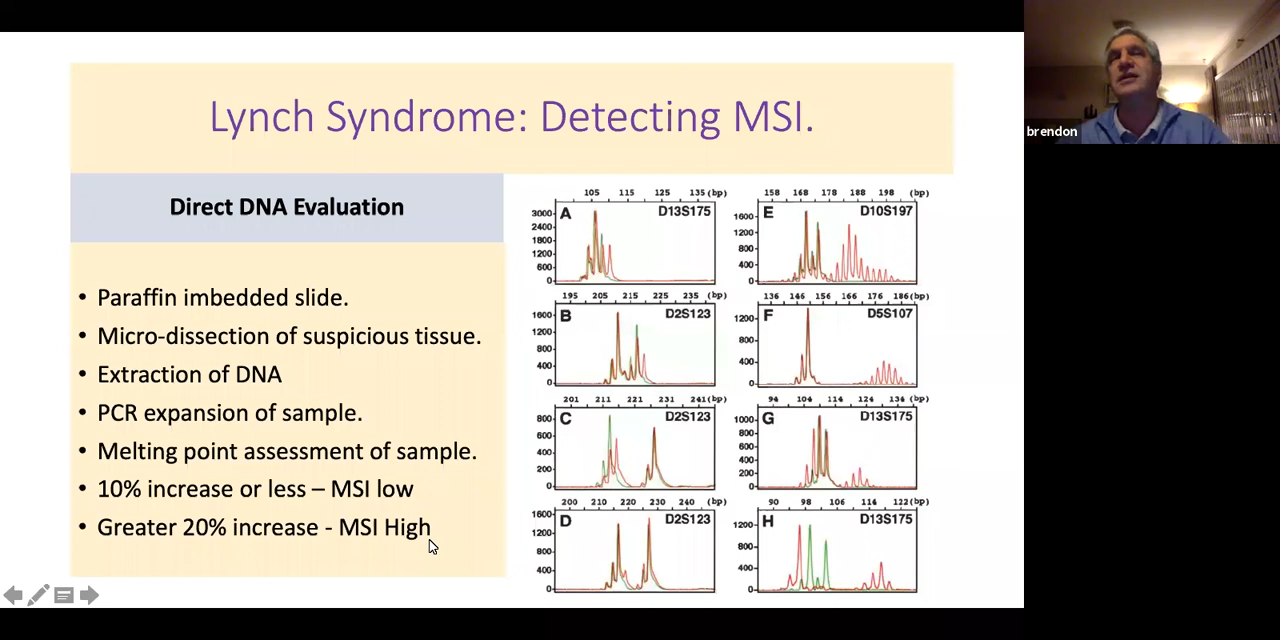 Lynch Syndrome: Detecting MSI.
Direct DNA Evaluation
• Paraffin imbedded slide.
• Micro-dissection of suspicious tissue.
• Extraction of DNA
• PCR expansion of sample.
• Melting point assessment of sample.
• 10% increase or less – MSI low
• Greater 20% increase - MSI High
105 115 125 135 (bp)
A D13S175
3000
2400
1800
1200
600
0
195 205 215 225 235 (bp)
B D2S123
1600
1200
800
400
0
201 211 221 231 241 (bp)
C D2S123
800
600
400
200
0
200 210 220 230 240 (bp)
D D2S123
1600
1200
800
400
0
158 168 178 188 198 (bp)
E D10S197
1600
1200
800
400
0
136 146 156 166 176 186 (bp)
F D5S107
1200
800
400
0
94 104 114 124 134 (bp)
G D13S175
1000
800
600
400
200
0
90 98 106 114 122 (bp)
H D13S175
1200
800
400
0
brendon